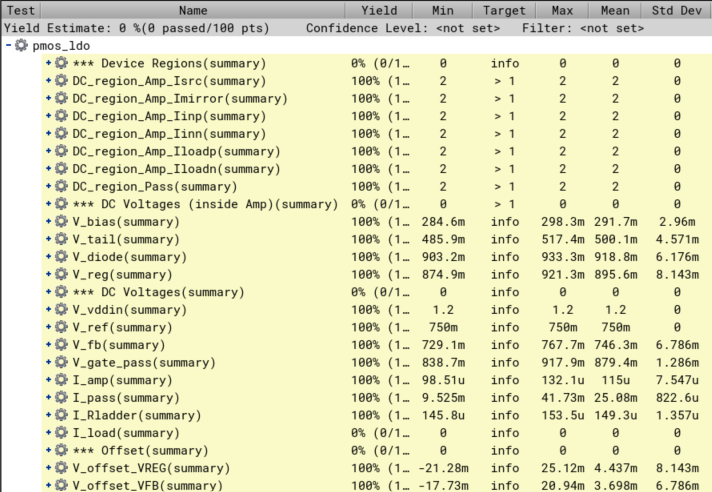 Test Name Yield Min Target Max Mean Std Dev
Yield Estimate: 0 %(0 passed/100 pts) Confidence Level: <not set> Filter: <not set>
pmos_ldo
*** Device Regions(summary) 0% (0/1… 0 info 0 0 0
DC_region_Amp_Isrc(summary) 100% (1… 2 > 1 2 2 0
DC_region_Amp_Imirror(summary) 100% (1… 2 > 1 2 2 0
DC_region_Amp_Iinp(summary) 100% (1… 2 > 1 2 2 0
DC_region_Amp_Iinn(summary) 100% (1… 2 > 1 2 2 0
DC_region_Amp_Iloadp(summary) 100% (1… 2 > 1 2 2 0
DC_region_Amp_Iloadn(summary) 100% (1… 2 > 1 2 2 0
DC_region_Pass(summary) 100% (1… 2 > 1 2 2 0
*** DC Voltages (inside Amp)(summary) 0% (0/1… 0 > 1 0 0 0
V_bias(summary) 100% (1… 284.6m info 298.3m 291.7m 2.96m
V_tail(summary) 100% (1… 485.9m info 517.4m 500.1m 4.571m
V_diode(summary) 100% (1… 903.2m info 933.3m 918.8m 6.176m
V_reg(summary) 100% (1… 874.9m info 921.3m 895.6m 8.143m
*** DC Voltages(summary) 0% (0/1… 0 info 0 0 0
V_vddin(summary) 100% (1… 1.2 info 1.2 1.2 0
V_ref(summary) 100% (1… 750m info 750m 750m 0
V_fb(summary) 100% (1… 729.1m info 767.7m 746.3m 6.786m
V_gate_pass(summary) 100% (1… 838.7m info 917.9m 879.4m 1.286m
I_amp(summary) 100% (1… 98.51u info 132.1u 115u 7.547u
I_pass(summary) 100% (1… 9.525m info 41.73m 25.08m 822.6u
I_Rladder(summary) 100% (1… 145.8u info 153.5u 149.3u 1.357u
I_load(summary) 0% (0/1… 0 info 0 0 0
*** Offset(summary) 0% (0/1… 0 info 0 0 0
V_offset_VREG(summary) 100% (1… -21.28m info 25.12m 4.437m 8.143m
V_offset_VFB(summary) 100% (1… -17.73m info 20.94m 3.698m 6.786m